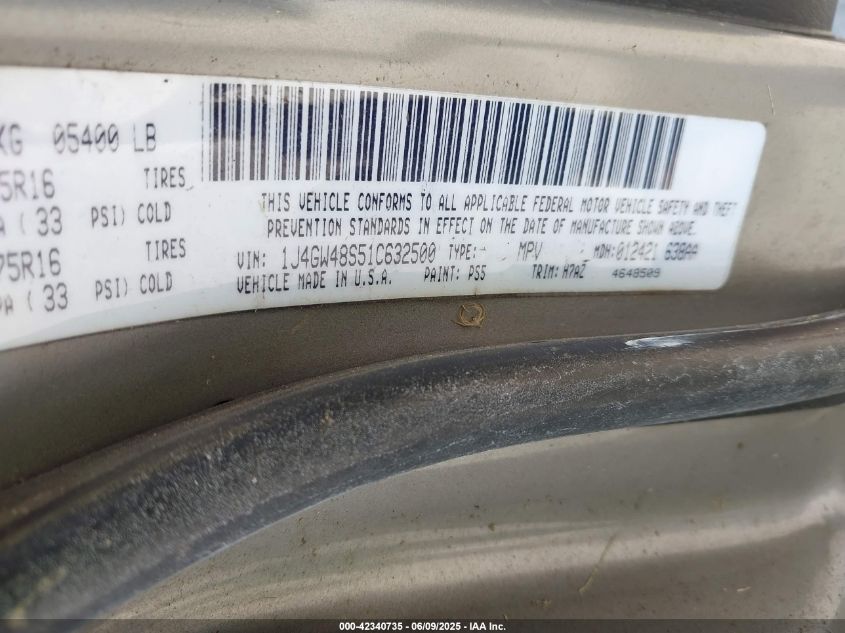 KG 05400 LB
5R16 TIRES
A ( 33 PSI) COLD
75R16 TIRES
PA ( 33 PSI) COLD
THIS VEHICLE CONFORMS TO ALL APPLICABLE FEDERAL MOTOR VEHICLE SAFETY AND THEFT
PREVENTION STANDARDS IN EFFECT ON THE DATE OF MANUFACTURE SHOWN ABOVE.
VIN: 1J4GW48S51C632500 TYPE: MPV MDH:012421 638AA
VEHICLE MADE IN U.S.A. PAINT: PS5 TRIM: H7AZ 4648509
000-42340735 - 06/09/2025 - IAA Inc.